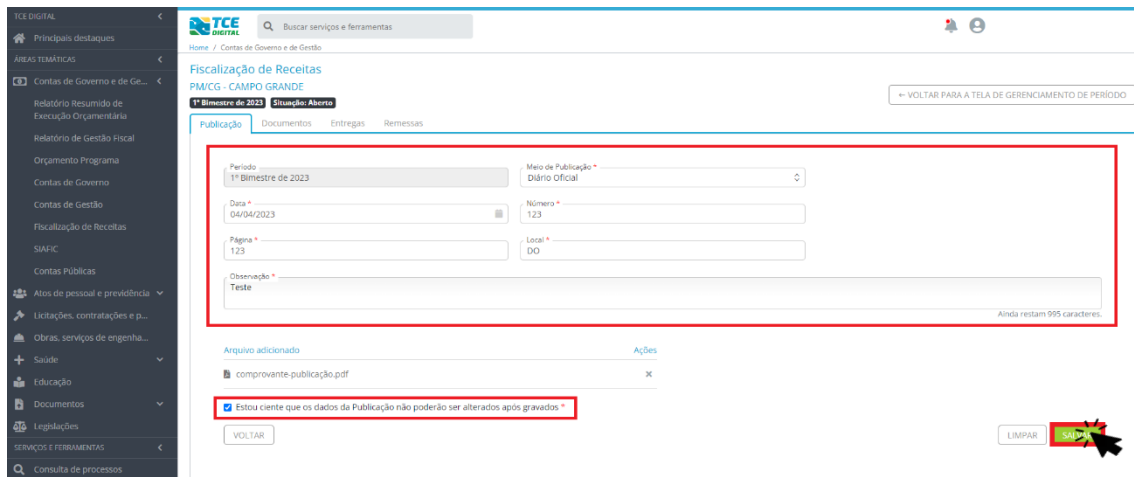 TCE DIGITAL
Principais destaques
ÁREAS TEMÁTICAS
Contas de Governo e de Ge...
Relatório Resumido de
Execução Orçamentária
Relatório de Gestão Fiscal
Orçamento Programa
Contas de Governo
Contas de Gestão
Fiscalização de Receitas
SIAFIC
Contas Públicas
Atos de pessoal e previdência
Licitações, contratações e p...
Obras, serviços de engenha...
Saúde
Educação
Documentos
Legislações
SERVIÇOS E FERRAMENTAS
Consulta de processos
TCE
DIGITAL
Buscar serviços e ferramentas
Home / Contas de Governo e de Gestão
Fiscalização de Receitas
PM/CG - CAMPO GRANDE
1º Bimestre de 2023 Situação: Aberto
← VOLTAR PARA A TELA DE GERENCIAMENTO DE PERÍODO
Publicação Documentos Entregas Remessas
Período
1º Bimestre de 2023
Meio de Publicação *
Diário Oficial
Data *
04/04/2023
Número *
123
Página *
123
Local *
DO
Observação *
Teste
Ainda restam 995 caracteres.
Arquivo adicionado Ações
comprovante-publicação.pdf
Estou ciente que os dados da Publicação não poderão ser alterados após gravados *
VOLTAR LIMPAR